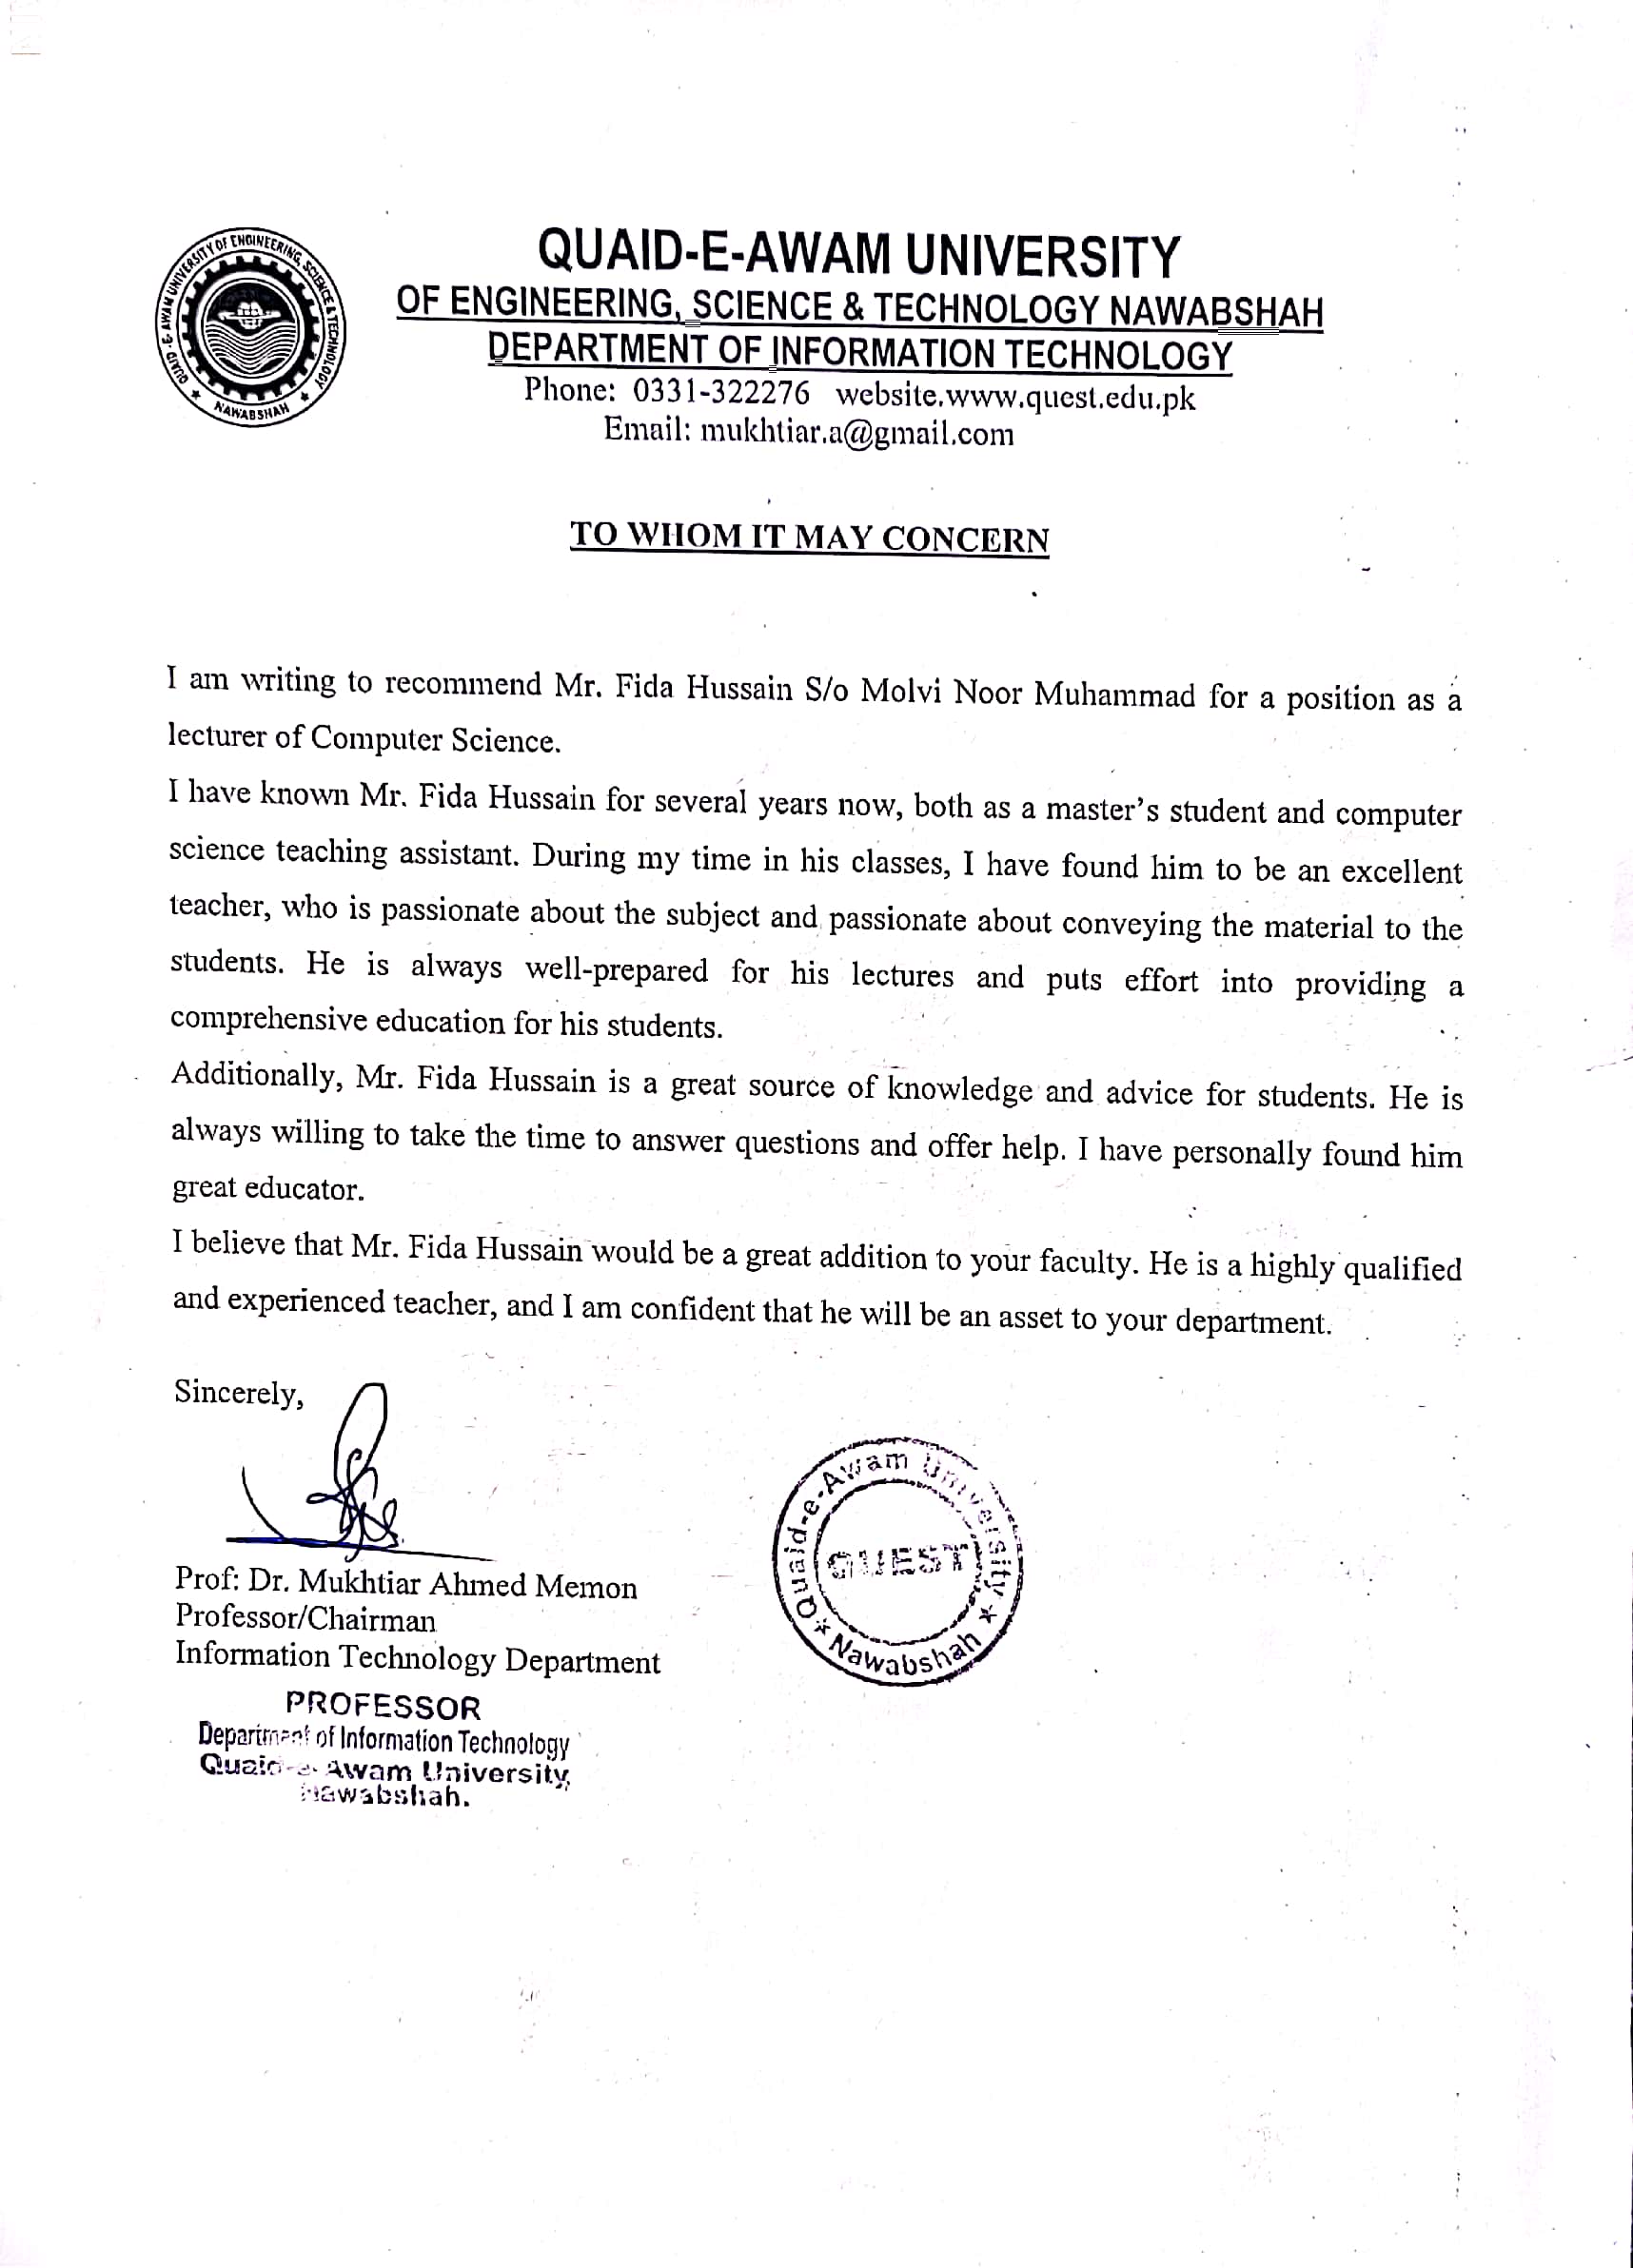 QUAID-E-AWAM UNIVERSITY OF ENGINEERING, SCIENCE & TECHNOLOGY
NAWABSHAH
QUAID-E-AWAM UNIVERSITY
OF ENGINEERING, SCIENCE & TECHNOLOGY NAWABSHAH
DEPARTMENT OF INFORMATION TECHNOLOGY
Phone: 0331-322276 website.www.quest.edu.pk
Email: mukhtiar.a@gmail.com
TO WHOM IT MAY CONCERN
I am writing to recommend Mr. Fida Hussain S/o Molvi Noor Muhammad for a position as a
lecturer of Computer Science.
I have known Mr. Fida Hussain for several years now, both as a master's student and computer
science teaching assistant. During my time in his classes, I have found him to be an excellent
teacher, who is passionate about the subject and passionate about conveying the material to the
students. He is always well-prepared for his lectures and puts effort into providing a
comprehensive education for his students.
Additionally, Mr. Fida Hussain is a great source of knowledge and advice for students. He is
always willing to take the time to answer questions and offer help. I have personally found him
great educator.
I believe that Mr. Fida Hussain would be a great addition to your faculty. He is a highly qualified
and experienced teacher, and I am confident that he will be an asset to your department.
Sincerely,
Prof: Dr. Mukhtiar Ahmed Memon
Professor/Chairman
Information Technology Department
PROFESSOR
Department of Information Technology
Quaid-e-Awam University,
Nawabshah.
Quaid-e-Awam University
QUEST
Nawabshah